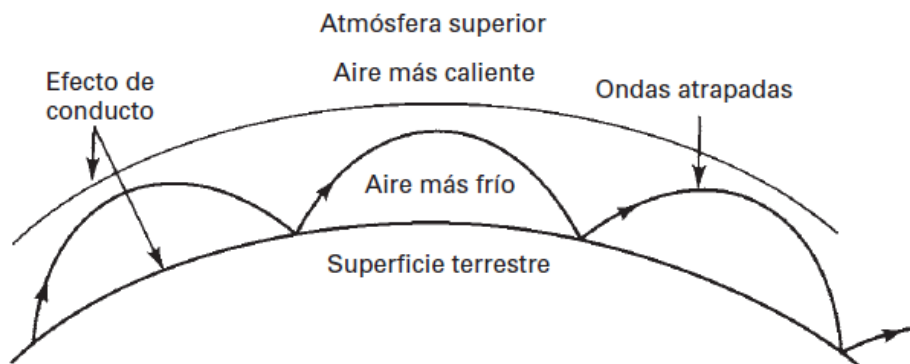 Atmósfera superior
Aire más caliente
Efecto de
conducto
Ondas atrapadas
Aire más frío
Superficie terrestre